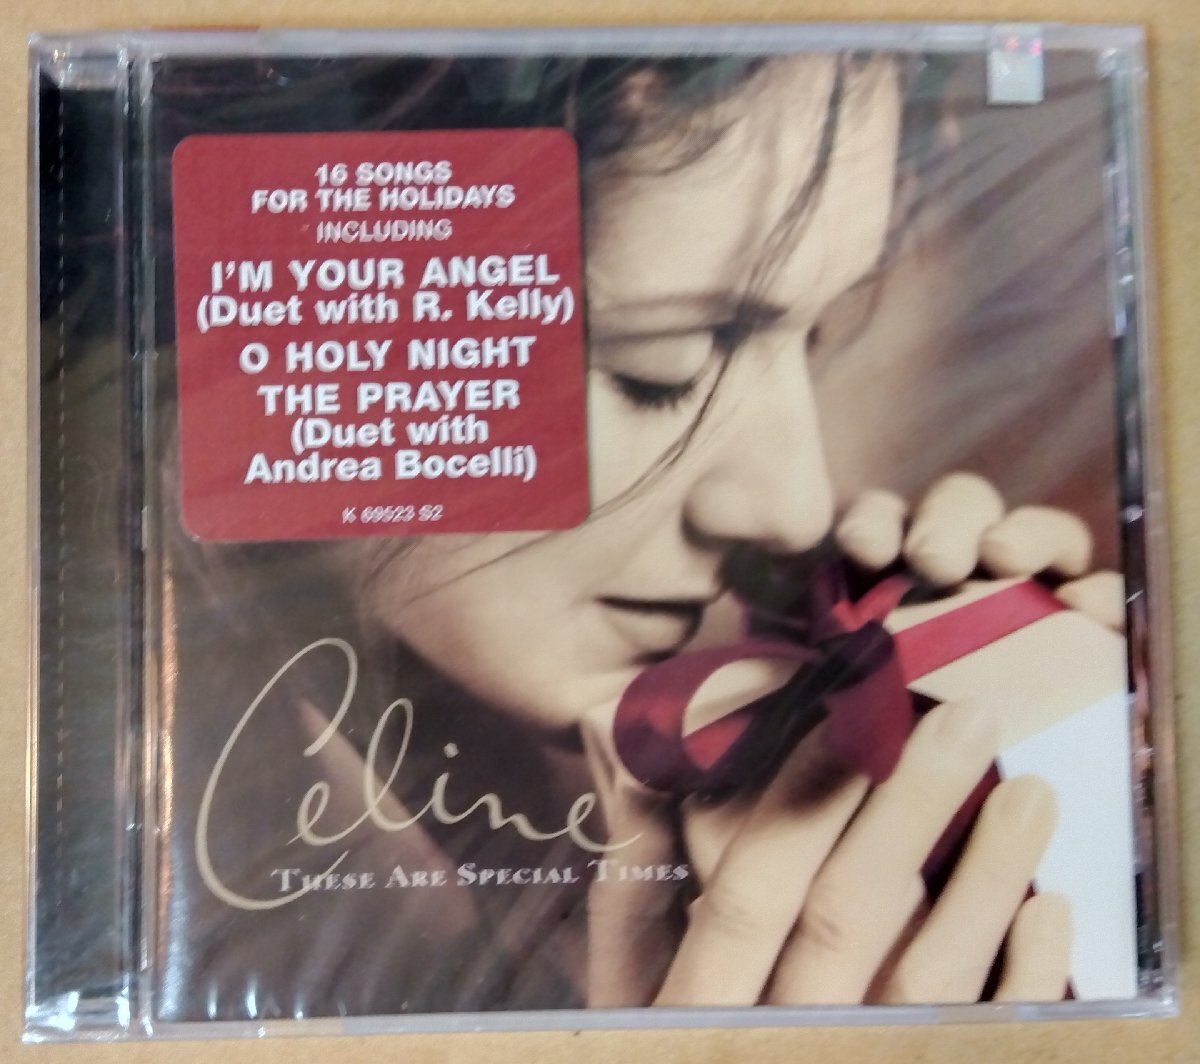 16 SONGS
FOR THE HOLIDAYS
INCLUDING
I'M YOUR ANGEL
(Duet with R. Kelly)
O HOLY NIGHT
THE PRAYER
(Duet with
Andrea Bocelli)
K 69523 S2
Celine
THESE ARE SPECIAL TIMES